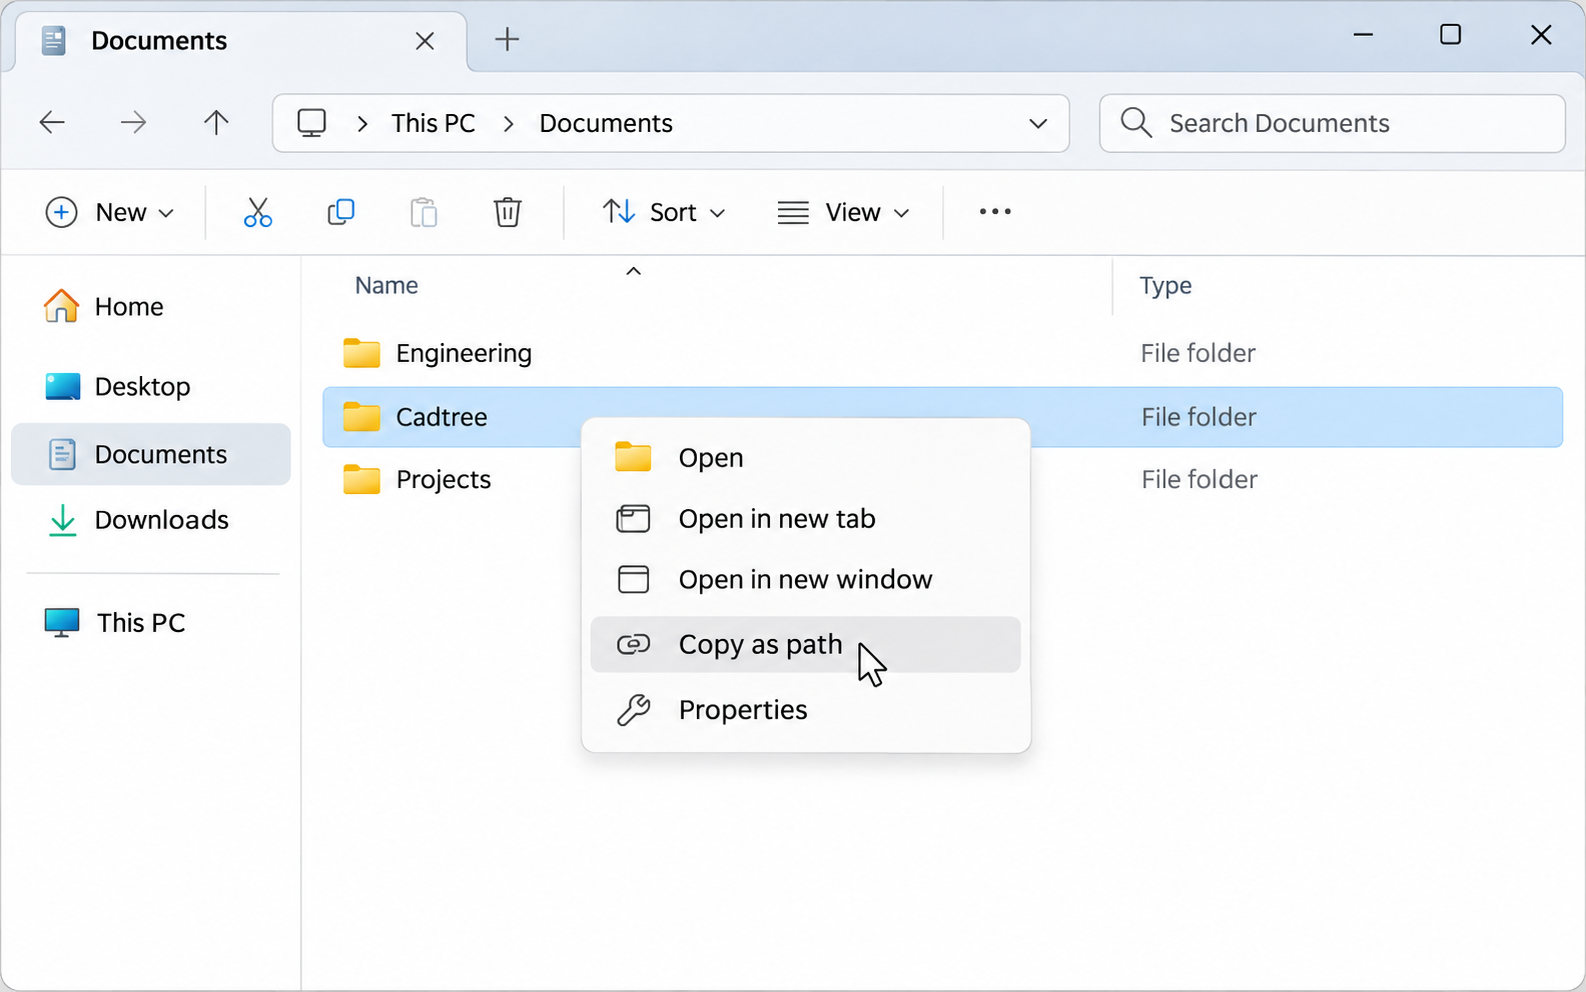 Documents
This PC > Documents
Search Documents
New
Sort
View
Home
Desktop
Documents
Downloads
This PC
Name Type
Engineering File folder
Cadtree File folder
Projects File folder
Open
Open in new tab
Open in new window
Copy as path
Properties